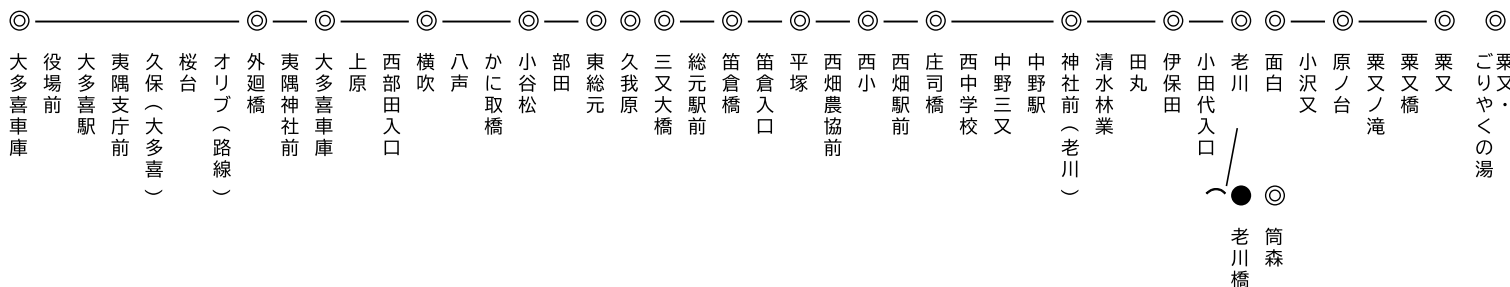 大多喜車庫
役場前
大多喜駅
夷隅支庁前
久保（大多喜）
桜台
オリブ（路線）
外廻橋
夷隅神社前
大多喜車庫
上原
西部田入口
横吹
八声
かに取橋
小谷松
部田
東総元
久我原
三又大橋
総元駅前
笛倉橋
笛倉入口
平塚
西畑農協前
西小
西畑駅前
庄司橋
西中学校
中野三又
中野駅
神社前（老川）
清水林業
田丸
伊保田
小田代入口
老川
面白
小沢又
原ノ台
粟又ノ滝
粟又橋
粟又
粟又・
ごりやくの湯
老川橋
筒森